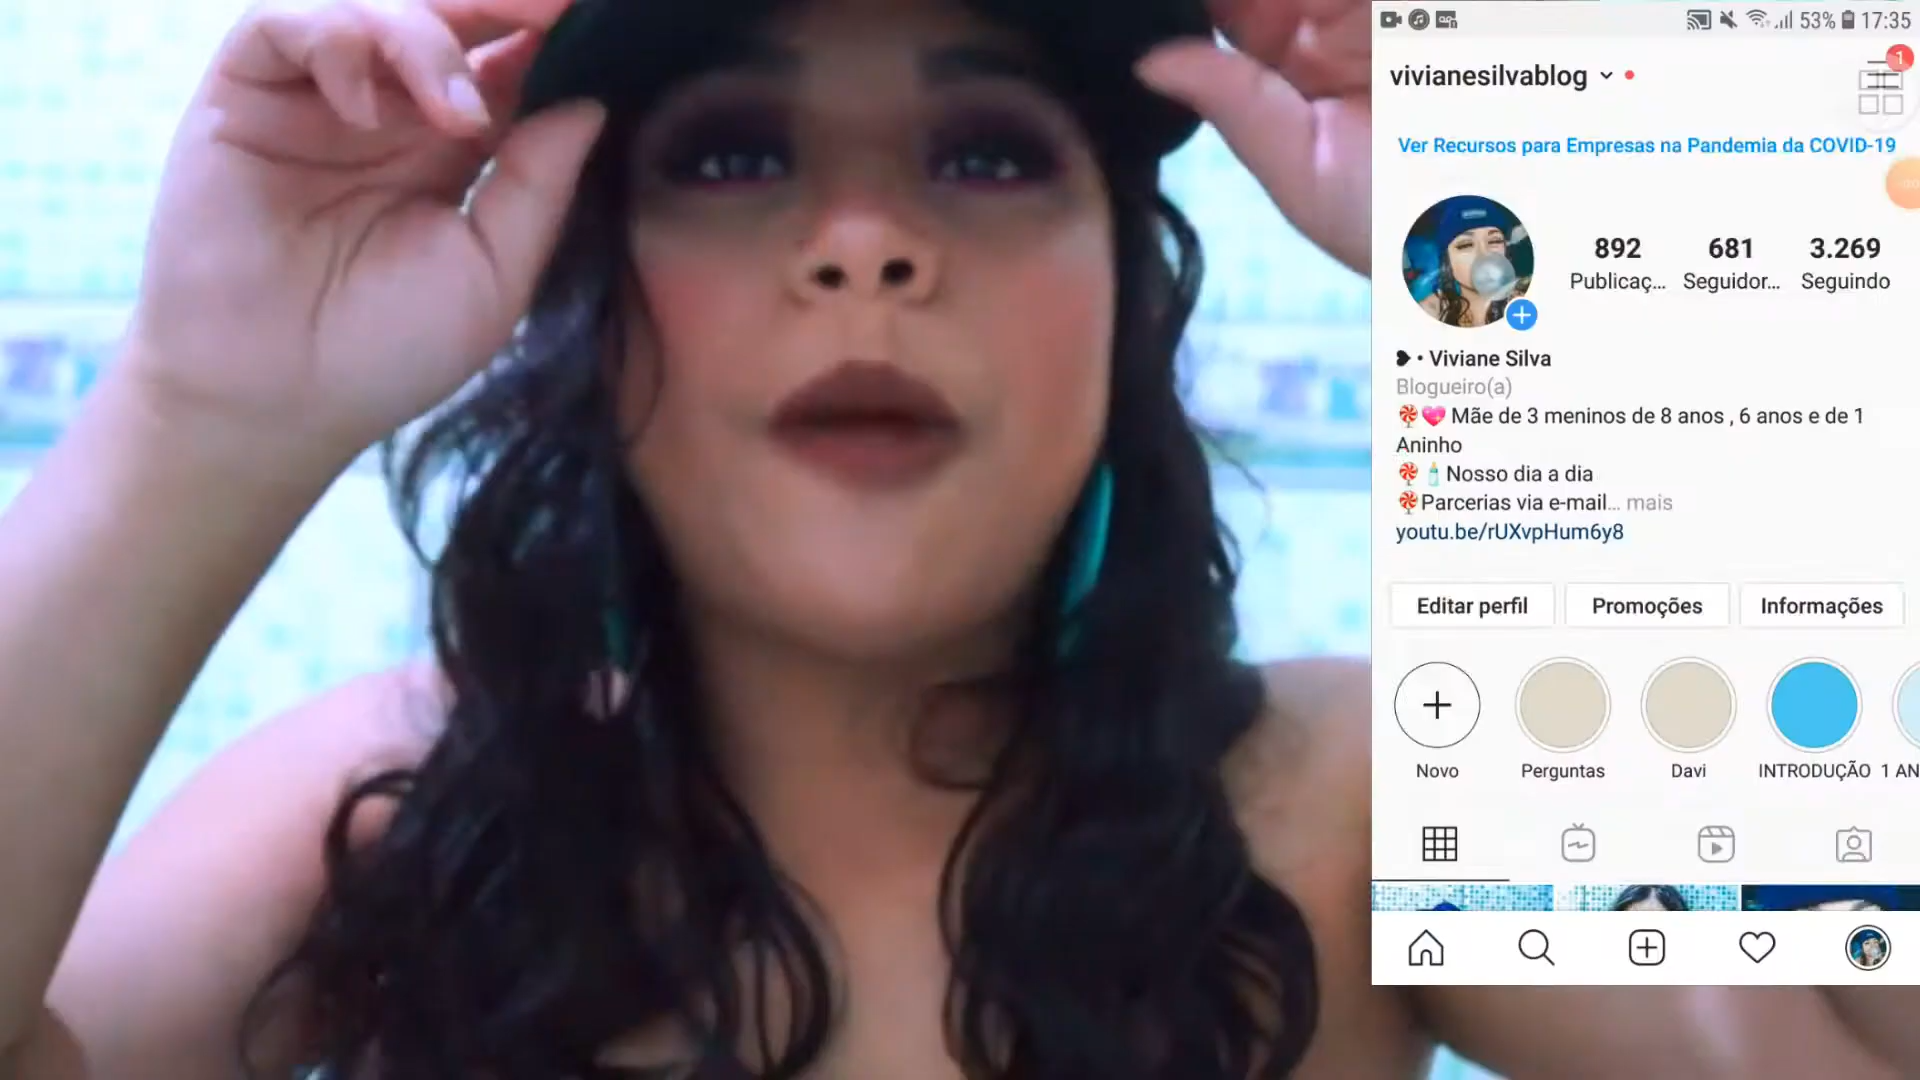 53% 17:35
vivianesilvablog
1
Ver Recursos para Empresas na Pandemia da COVID-19
892 681 3.269
Publicaç... Seguidor... Seguindo
❥ • Viviane Silva
Blogueiro(a)
🍭💖 Mãe de 3 meninos de 8 anos , 6 anos e de 1
Aninho
🍭🍼Nosso dia a dia
🍭Parcerias via e-mail... mais
youtu.be/rUXvpHum6y8
Editar perfil Promoções Informações
Novo Perguntas Davi INTRODUÇÃO 1 AN